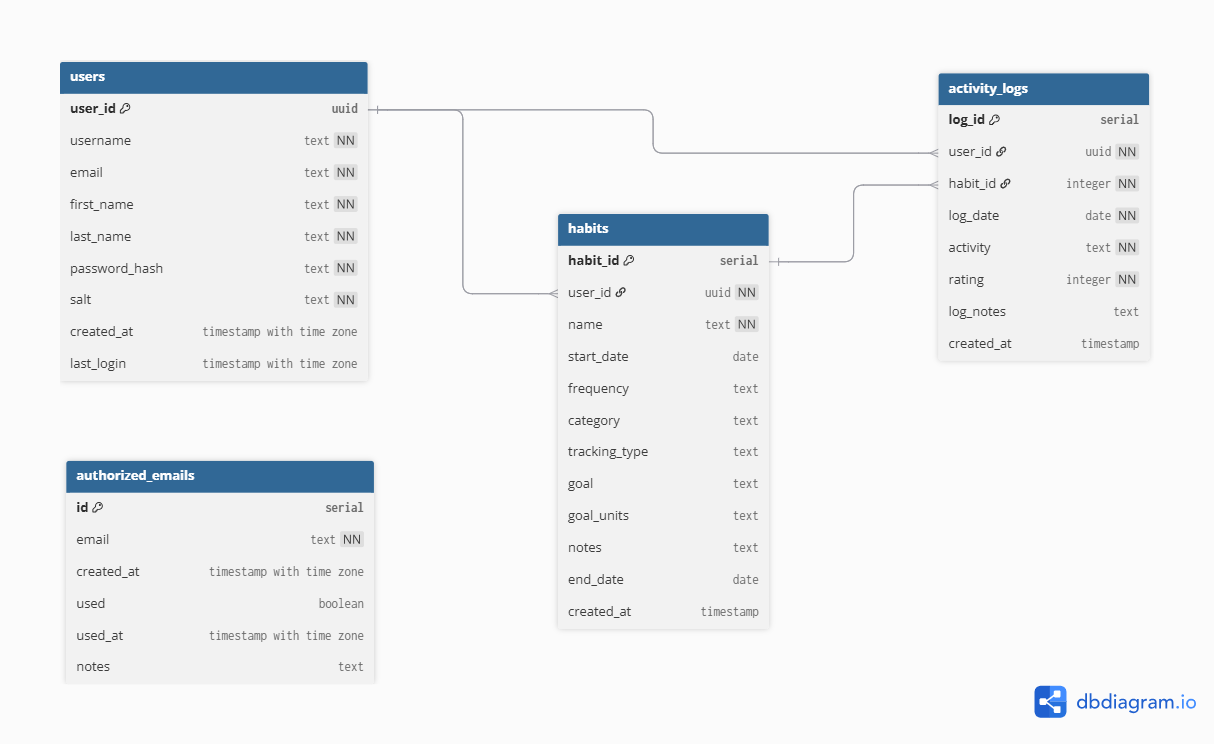 users
user_id uuid
username text NN
email text NN
first_name text NN
last_name text NN
password_hash text NN
salt text NN
created_at timestamp with time zone
last_login timestamp with time zone
authorized_emails
id serial
email text NN
created_at timestamp with time zone
used boolean
used_at timestamp with time zone
notes text
habits
habit_id serial
user_id uuid NN
name text NN
start_date date
frequency text
category text
tracking_type text
goal text
goal_units text
notes text
end_date date
created_at timestamp
activity_logs
log_id serial
user_id uuid NN
habit_id integer NN
log_date date NN
activity text NN
rating integer NN
log_notes text
created_at timestamp
dbdiagram.io